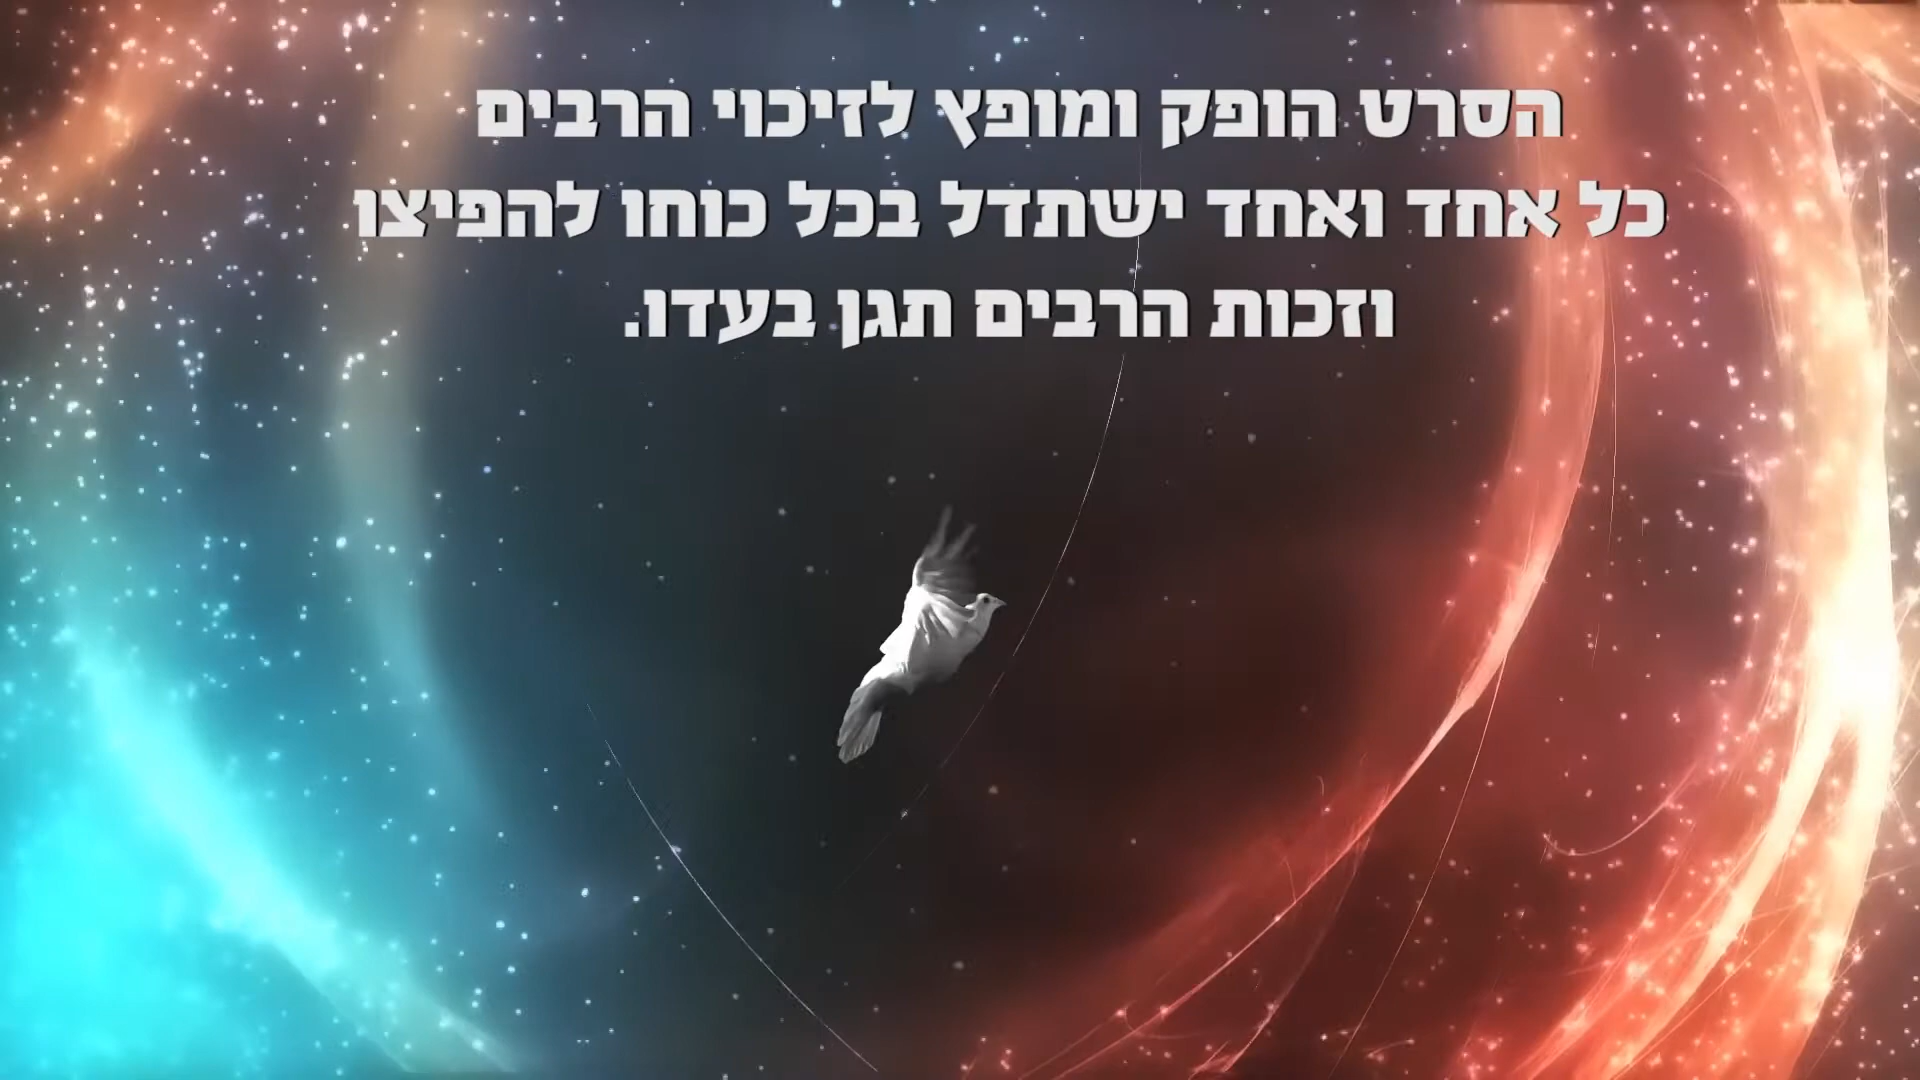 הסרט הופק ומופץ לזיכוי הרבים
כל אחד ואחד ישתדל בכל כוחו להפיצו
וזכות הרבים תגן בעדו.